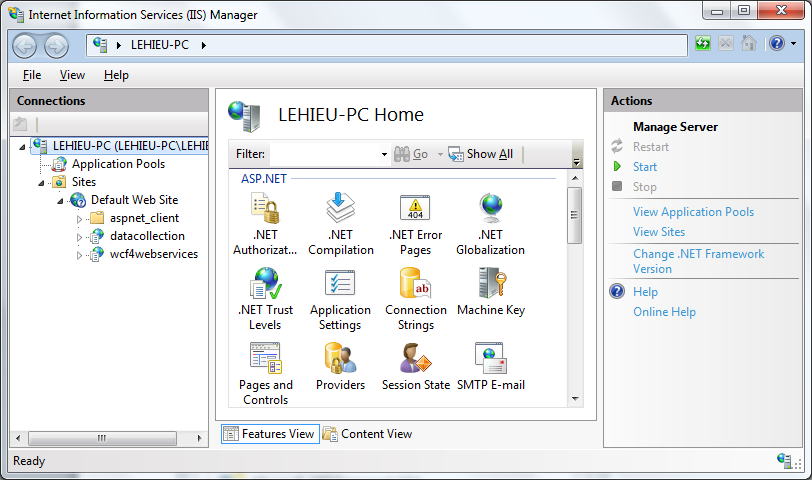 Internet Information Services (IIS) Manager
LEHIEU-PC
File View Help
Connections
LEHIEU-PC (LEHIEU-PC\LEHIE
Application Pools
Sites
Default Web Site
aspnet_client
datacollection
wcf4webservices
LEHIEU-PC Home
Filter: Go Show All
ASP.NET
.NET Authorizat...
.NET Compilation
404
.NET Error Pages
.NET Globalization
.NET Trust Levels
Application Settings
ab
Connection Strings
Machine Key
Pages and Controls
Providers
Session State
SMTP E-mail
Features View Content View
Actions
Manage Server
Restart
Start
Stop
View Application Pools
View Sites
Change .NET Framework
Version
Help
Online Help
Ready